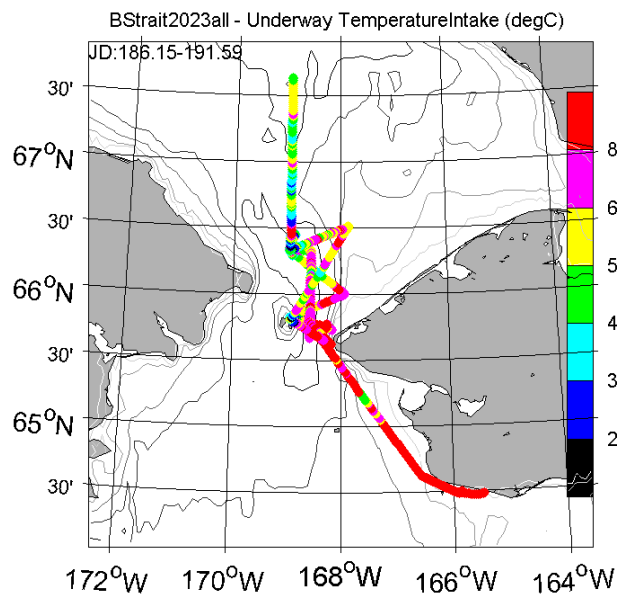 BStrait2023all - Underway TemperatureIntake (degC)
JD:186.15-191.59
30'
67°N
30'
66°N
30'
65°N
30'
8
6
5
4
3
2
172°W
170°W
168°W
166°W
164°W